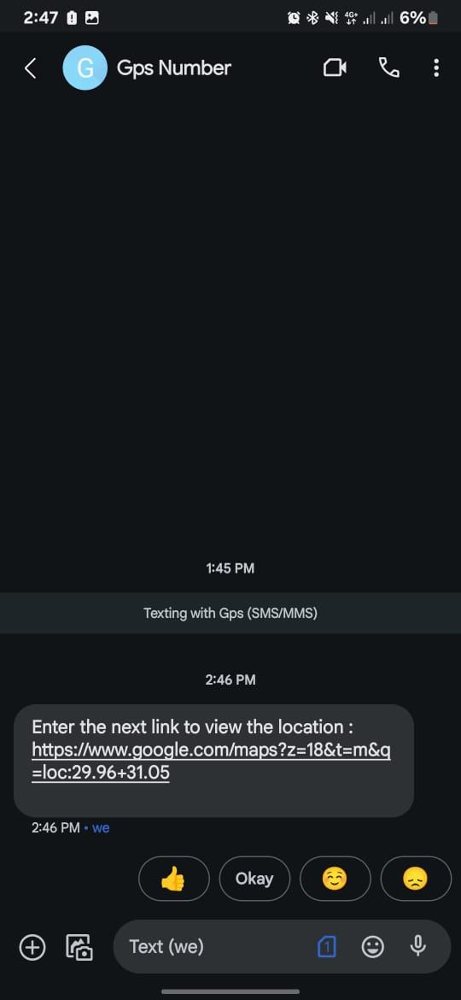 2:47 4G+ 6%
G Gps Number
1:45 PM
Texting with Gps (SMS/MMS)
2:46 PM
Enter the next link to view the location :
https://www.google.com/maps?z=18&t=m&q
=loc:29.96+31.05
2:46 PM • we
👍 Okay ☺️ 😞
Text (we) 1